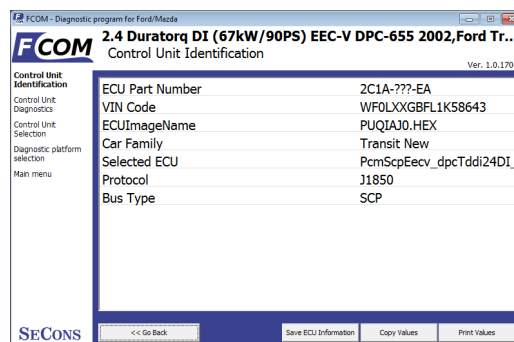 FCOM - Diagnostic program for Ford/Mazda
FCOM
2.4 Duratorq DI (67kW/90PS) EEC-V DPC-655 2002,Ford Tr...
Control Unit Identification
Ver. 1.0.170
Control Unit
Identification
Control Unit
Diagnostics
Control Unit
Selection
Diagnostic platform
selection
Main menu
ECU Part Number 2C1A-???-EA
VIN Code WF0LXXGBFL1K58643
ECUImageName PUQIAJ0.HEX
Car Family Transit New
Selected ECU PcmScpEecv_dpcTddi24DI_
Protocol J1850
Bus Type SCP
SECONS
<< Go Back
Save ECU Information
Copy Values
Print Values